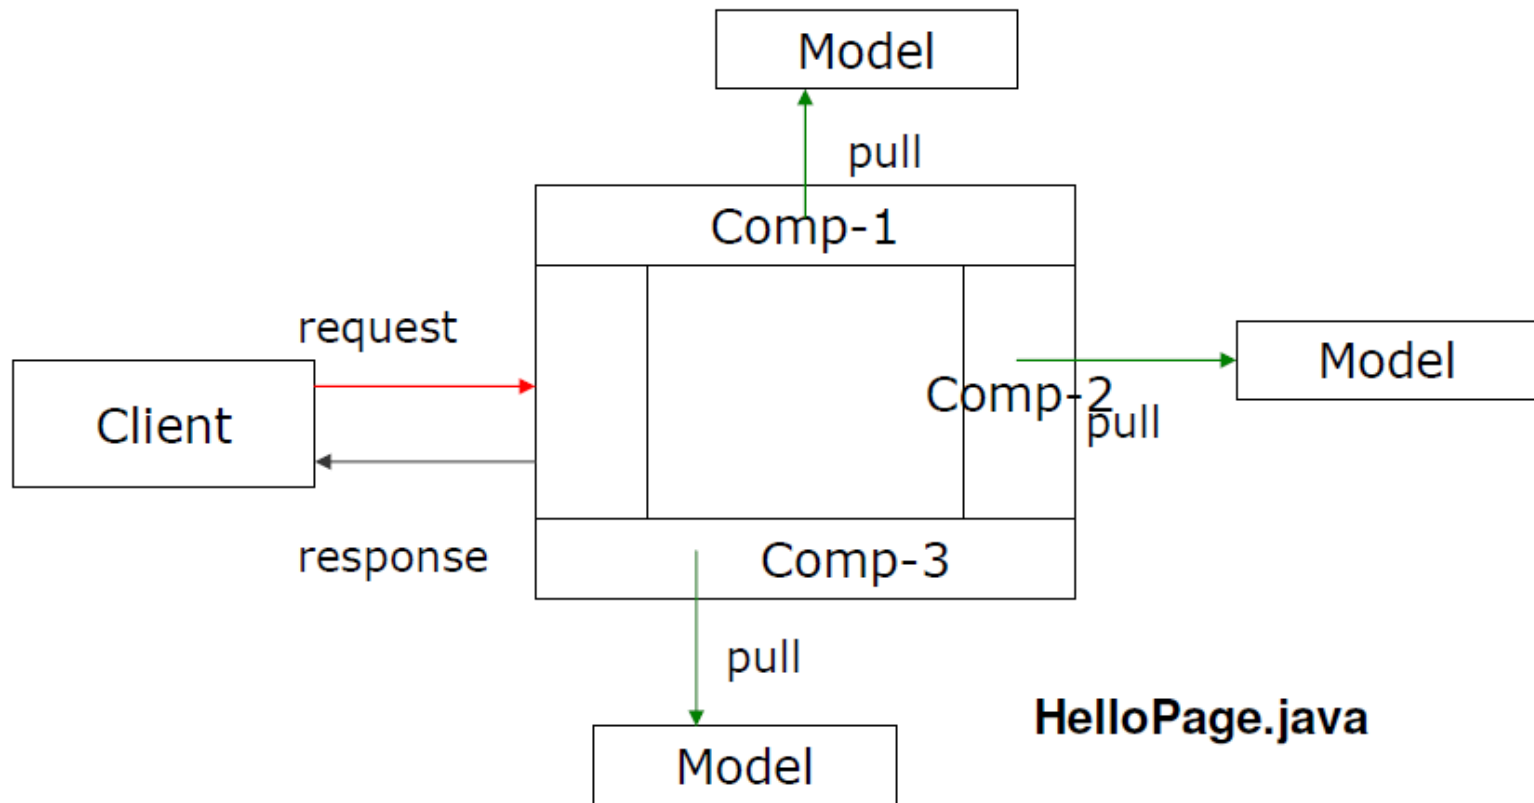 Model
pull
Comp-1
request
Client
Comp-2
pull
Model
response
Comp-3
pull
HelloPage.java
Model